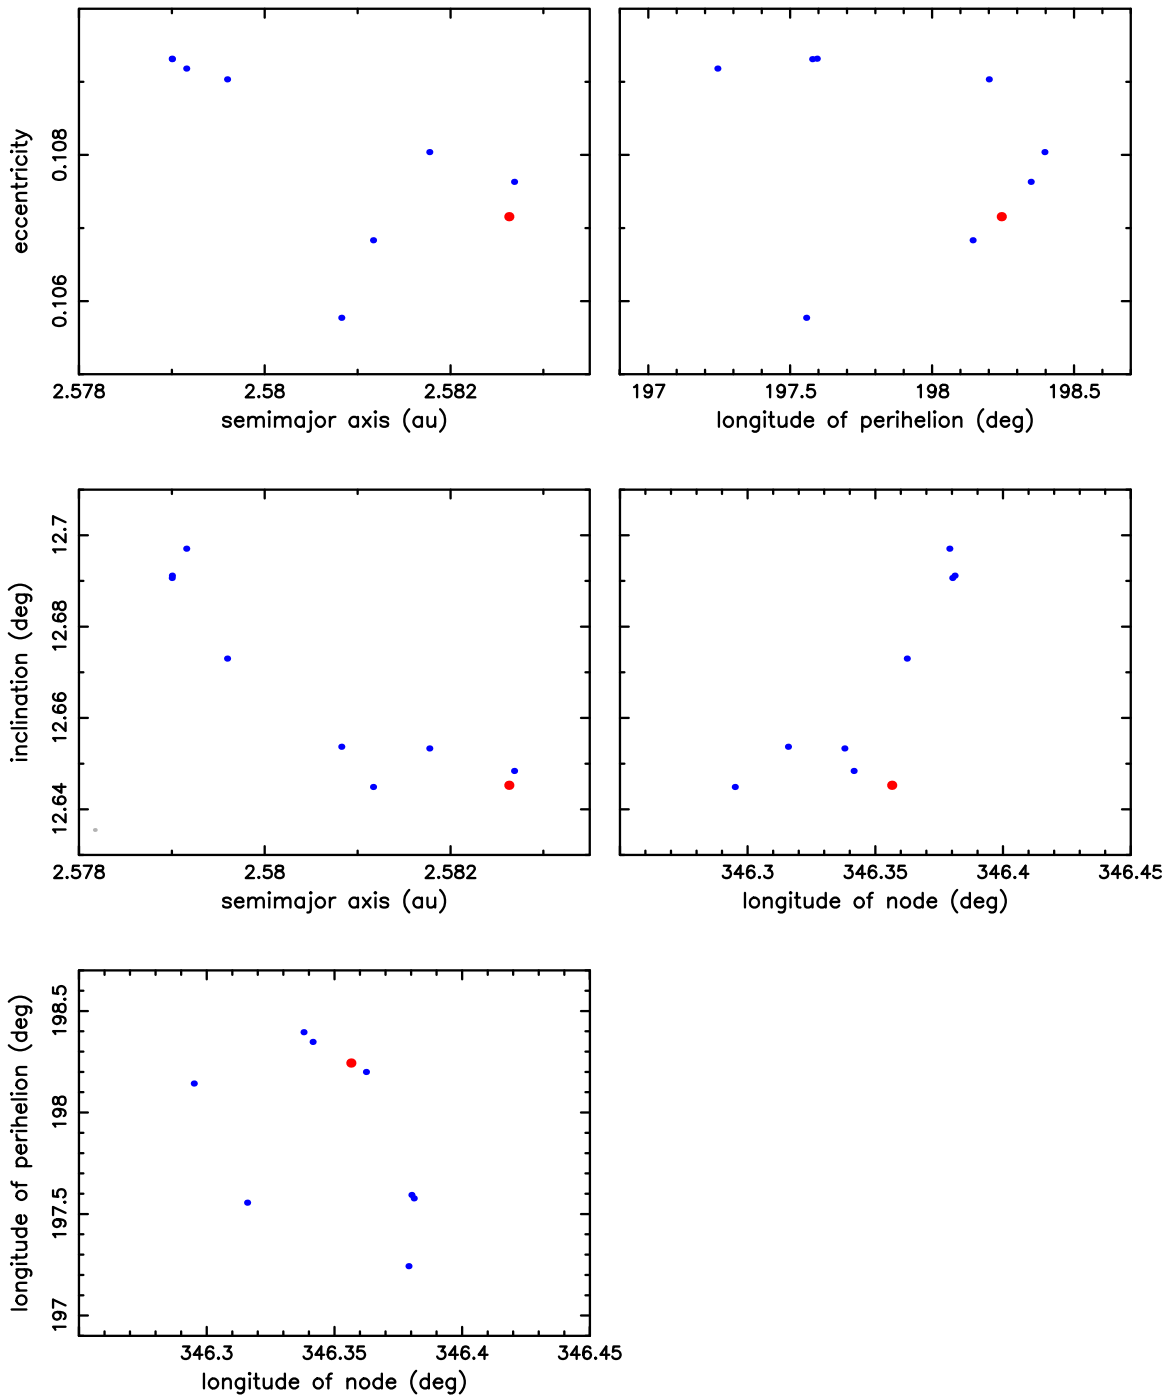 0.108
0.106
eccentricity
2.578 2.58 2.582
semimajor axis (au)
197 197.5 198 198.5
longitude of perihelion (deg)
12.7
12.68
12.66
12.64
inclination (deg)
2.578 2.58 2.582
semimajor axis (au)
346.3 346.35 346.4 346.45
longitude of node (deg)
198.5
198
197.5
197
longitude of perihelion (deg)
346.3 346.35 346.4 346.45
longitude of node (deg)